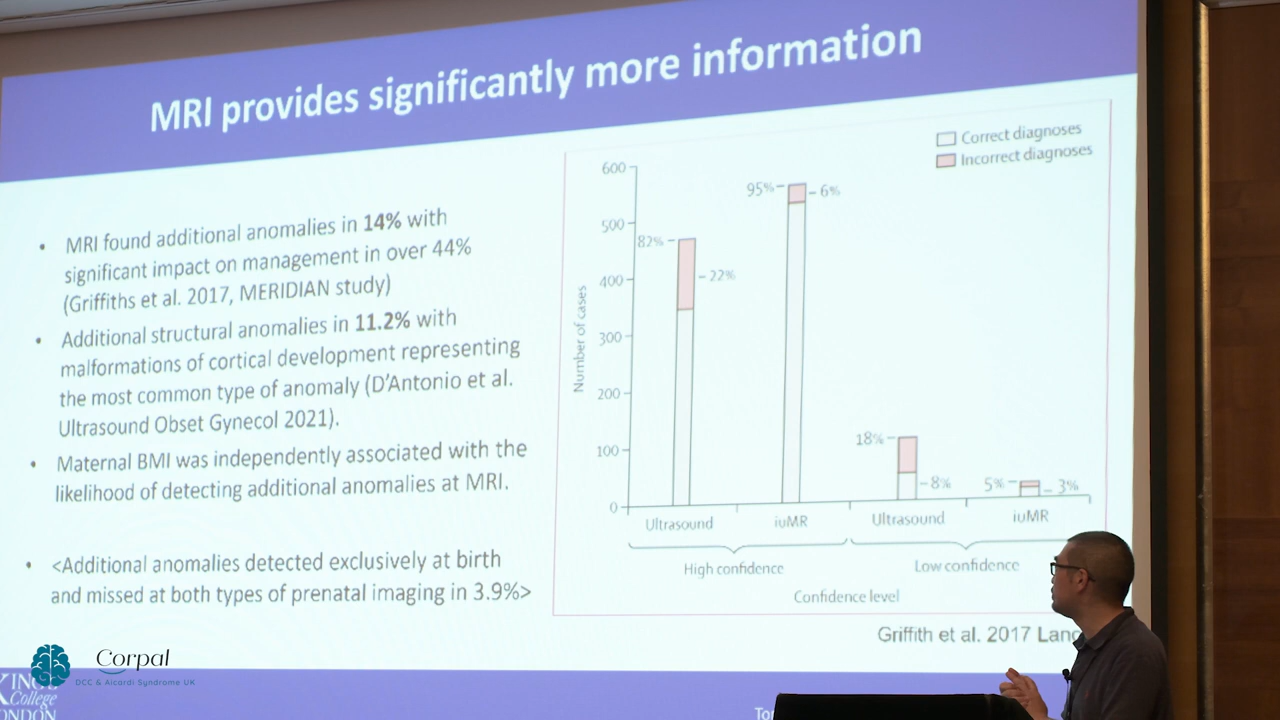 MRI provides significantly more information
• MRI found additional anomalies in 14% with
significant impact on management in over 44%
(Griffiths et al. 2017, MERIDIAN study)
• Additional structural anomalies in 11.2% with
malformations of cortical development representing
the most common type of anomaly (D'Antonio et al.
Ultrasound Obset Gynecol 2021).
• Maternal BMI was independently associated with the
likelihood of detecting additional anomalies at MRI.
• <Additional anomalies detected exclusively at birth
and missed at both types of prenatal imaging in 3.9%>
Correct diagnoses
Incorrect diagnoses
Number of cases
600
500
400
300
200
100
0
82%
22%
95%
6%
18%
8%
5%
3%
Ultrasound
iuMR
Ultrasound
iuMR
High confidence
Low confidence
Confidence level
Griffith et al. 2017 Lanc
Corpal
DCC & Aicardi Syndrome UK
College